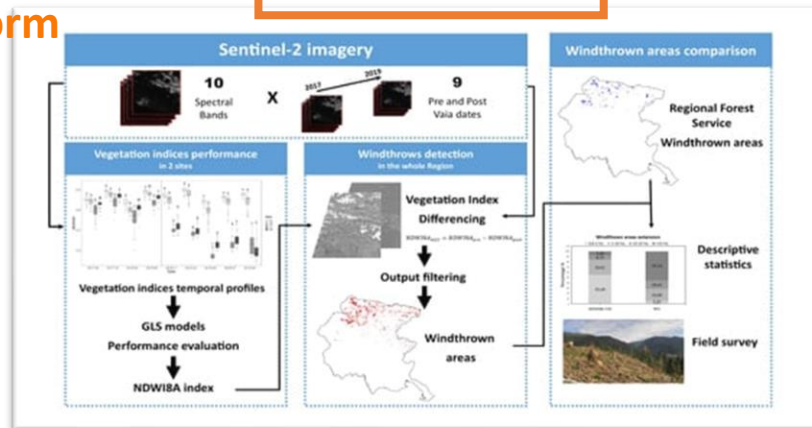 orm
Sentinel-2 imagery
10
Spectral
Bands
X
2017
2019
9
Pre and Post
Vaia dates
Windthrown areas comparison
Regional Forest
Service
Windthrown areas
Vegetation indices performance
in 2 sites
Vegetation indices temporal profiles
GLS models
Performance evaluation
NDWI8A index
Windthrows detection
in the whole Region
Vegetation Index
Differencing
Output filtering
Windthrown
areas
Descriptive
statistics
Field survey